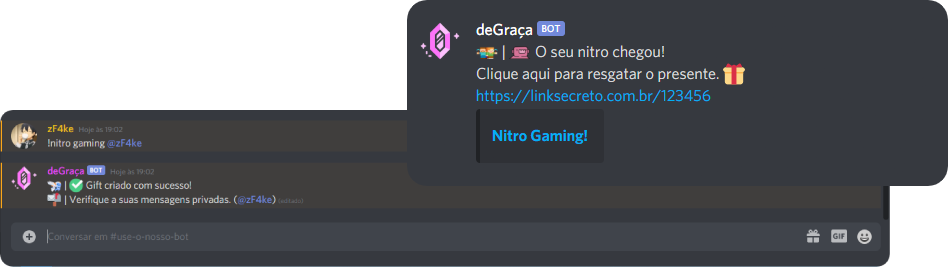 deGraça BOT
| O seu nitro chegou!
Clique aqui para resgatar o presente.
https://linksecreto.com.br/123456
Nitro Gaming!
zF4ke Hoje às 19:02
!nitro gaming @zF4ke
deGraça BOT Hoje às 19:02
| Gift criado com sucesso!
| Verifique a suas mensagens privadas. (@zF4ke) (editado)
Conversar em #use-o-nosso-bot
GIF